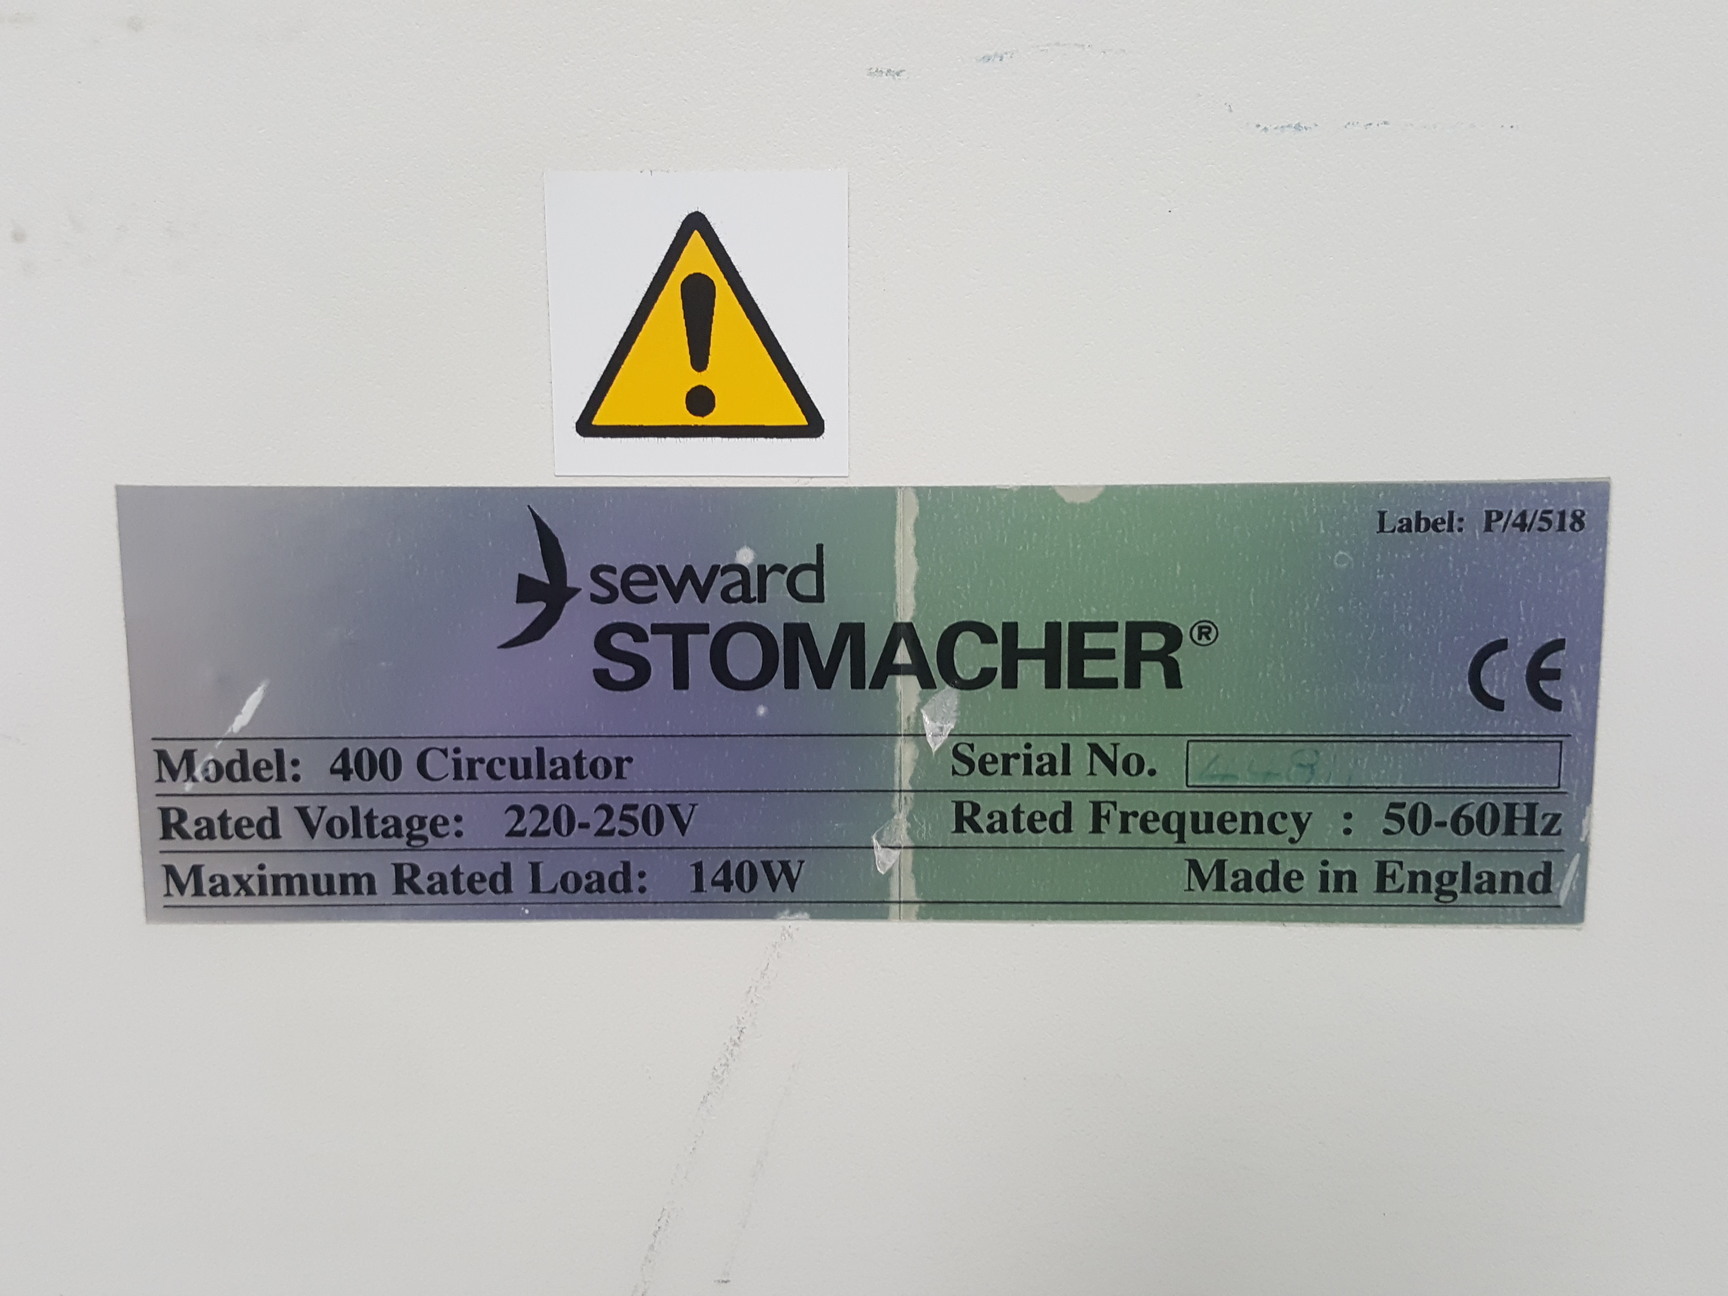 Label: P/4/518
seward
STOMACHER®
CE
Model: 400 Circulator
Serial No.
Rated Voltage: 220-250V
Rated Frequency : 50-60Hz
Maximum Rated Load: 140W
Made in England